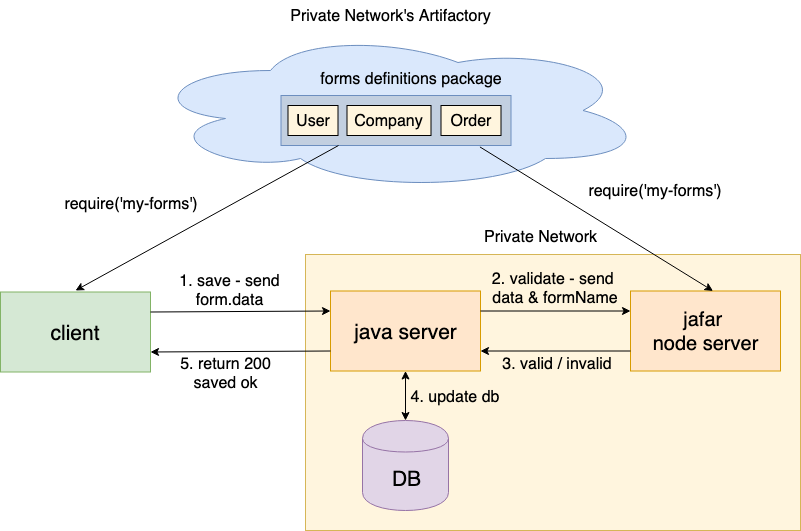 Private Network's Artifactory
forms definitions package
User
Company
Order
require('my-forms')
require('my-forms')
Private Network
1. save - send
form.data
2. validate - send
data & formName
client
java server
jafar
node server
5. return 200
saved ok
3. valid / invalid
4. update db
DB